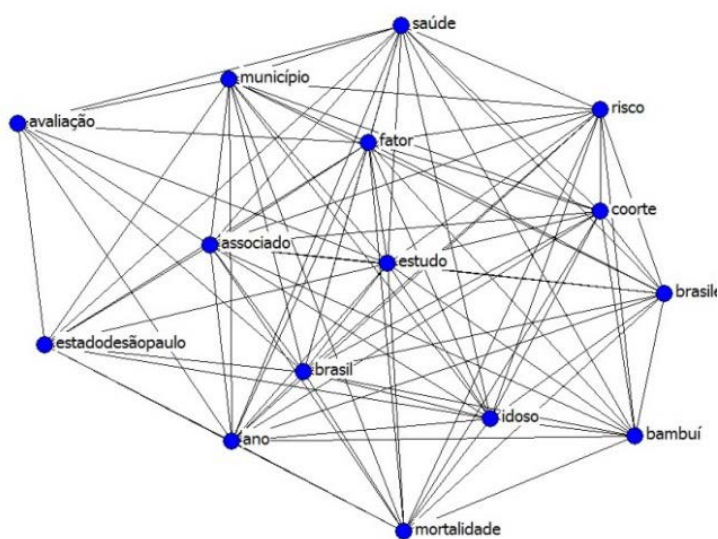 saúde
município
risco
avaliação
fator
coorte
associado
estudo
brasile
estadodesãopaulo
brasil
idoso
bambuí
ano
mortalidade